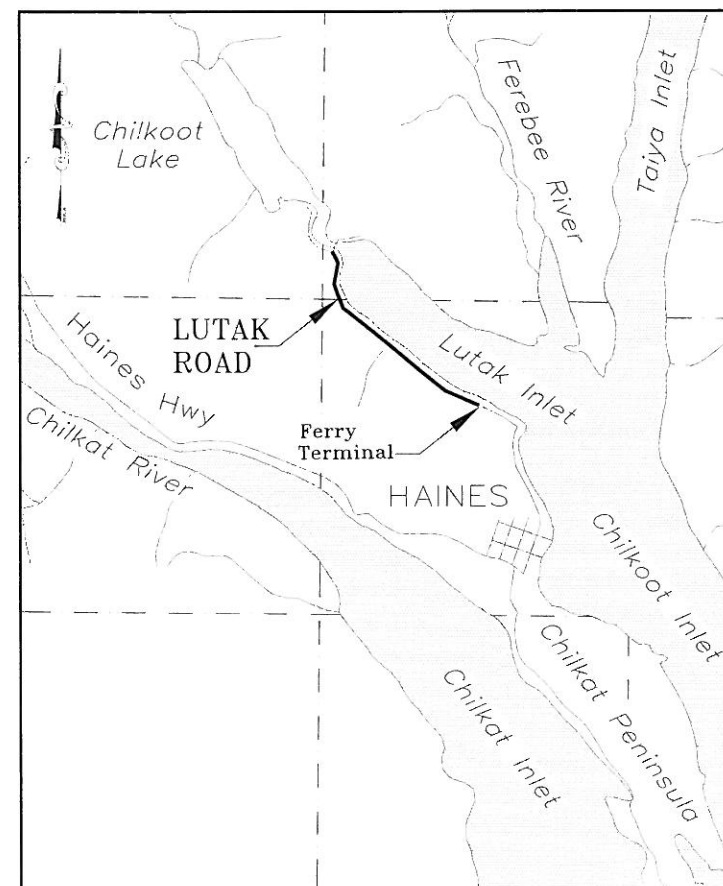 Chilkoot
Lake
Ferebee River
Taiya Inlet
LUTAK
ROAD
Lutak Inlet
Haines Hwy
Chilkat River
Ferry
Terminal
HAINES
Chilkoot Inlet
Chilkat Peninsula
Chilkat Inlet